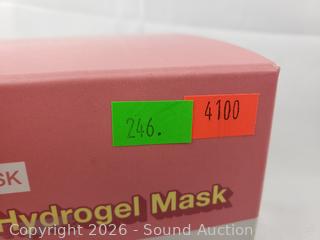 4100
246.
SK
Hydrogel Mask
Copyright 2026 - Sound Auction